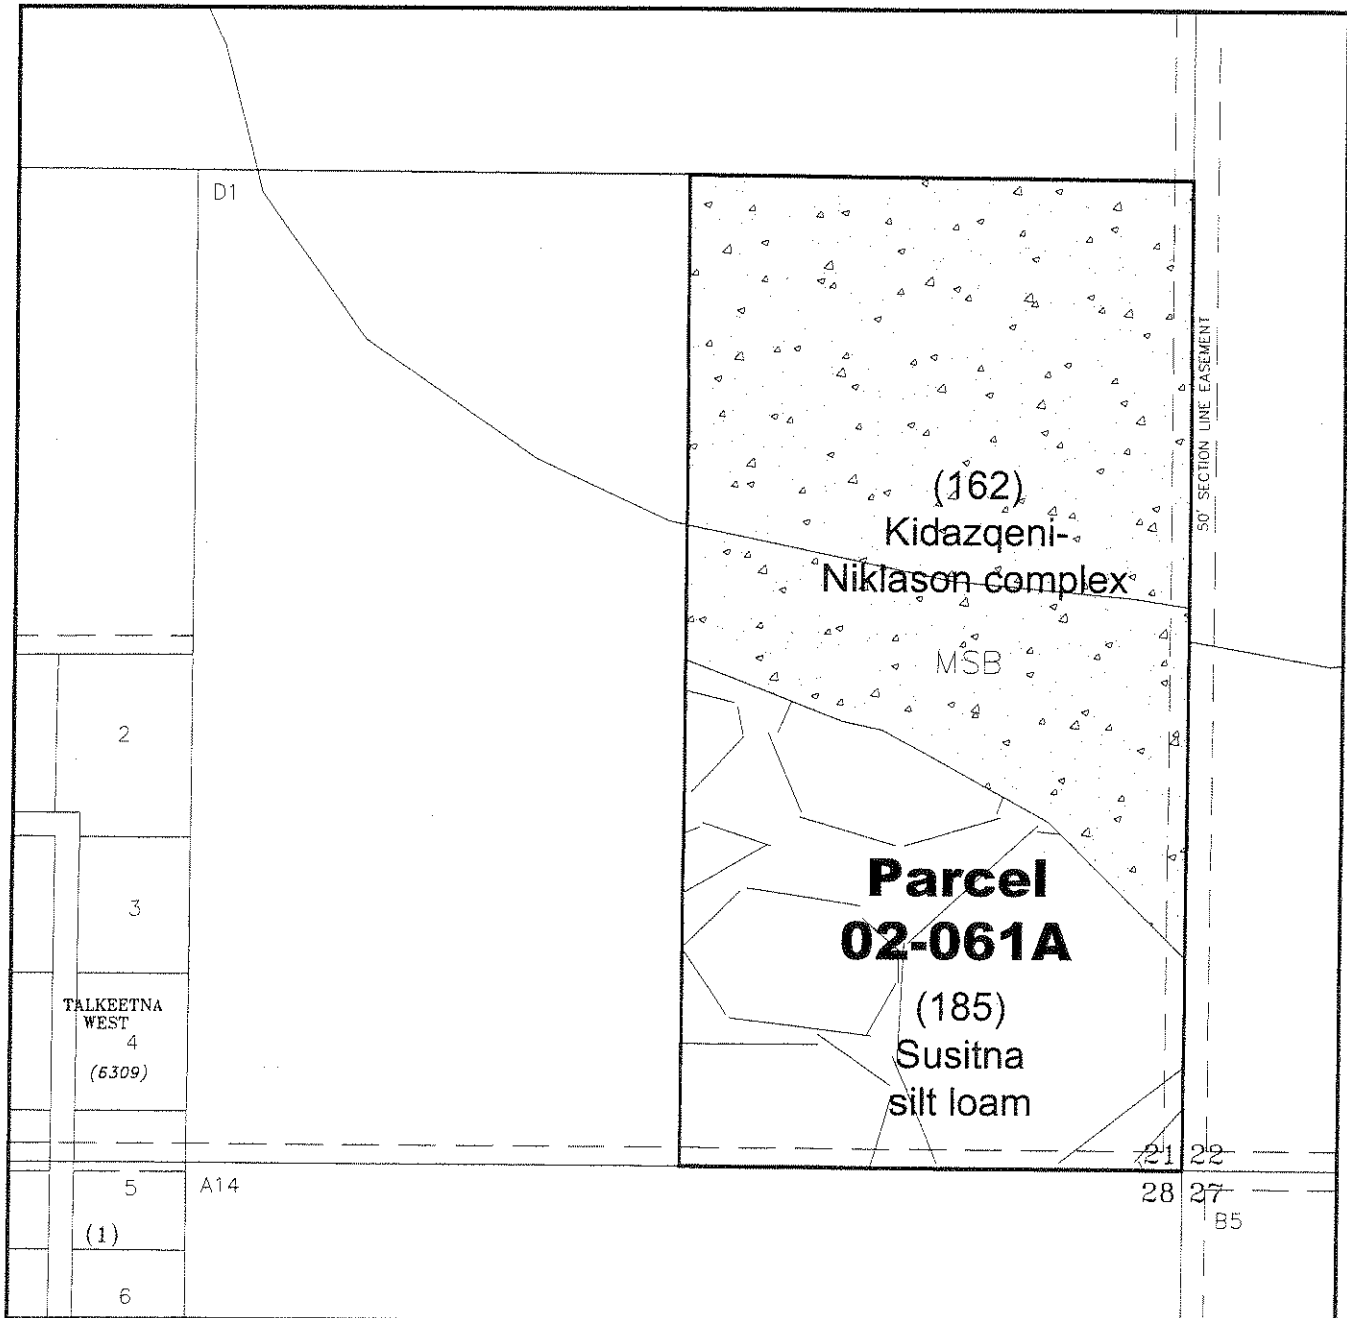 D1
50' SECTION LINE EASEMENT
(162)
Kidazqeni-
Niklason complex
MSB
2
3
Parcel
02-061A
(185)
Susitna
silt loam
TALKEETNA
WEST
4
(6309)
21 22
28 27
5
A14
B5
(1)
6